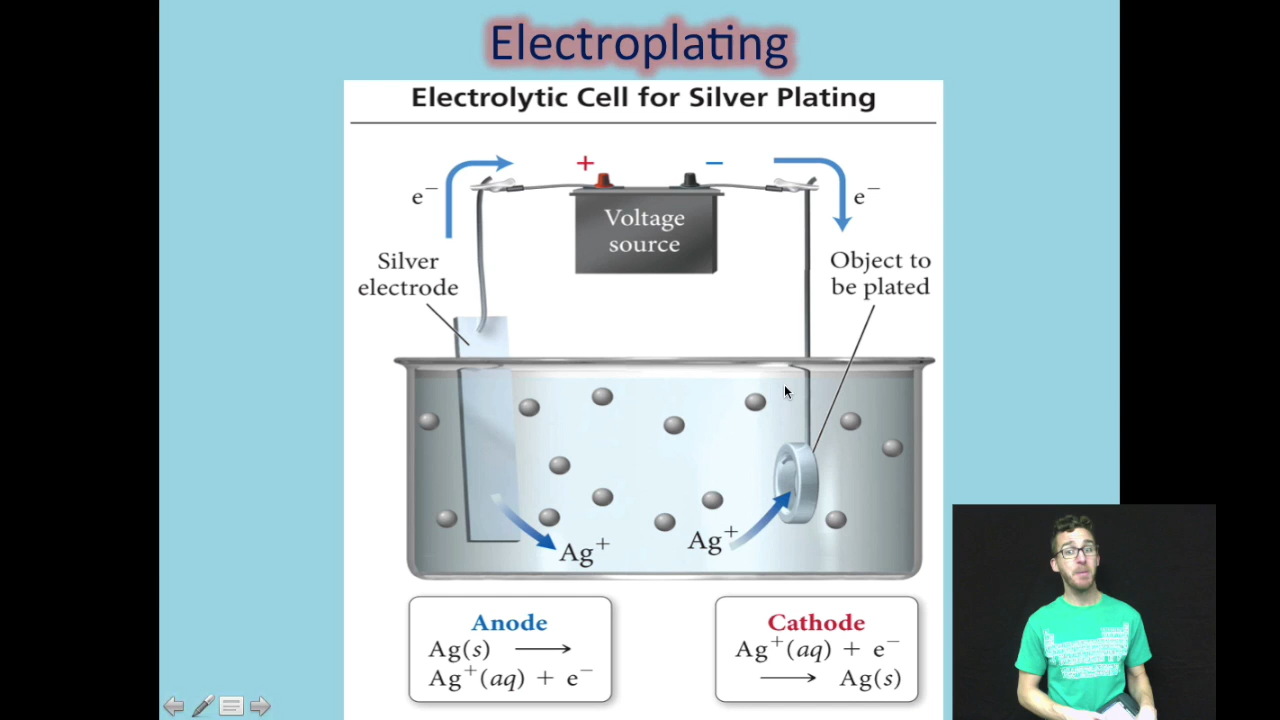 Electroplating
Electrolytic Cell for Silver Plating
+
−
e⁻
e⁻
Voltage
source
Silver
electrode
Object to
be plated
Ag⁺
Ag⁺
Anode
Ag(s) ⟶
Ag⁺(aq) + e⁻
Cathode
Ag⁺(aq) + e⁻
⟶ Ag(s)